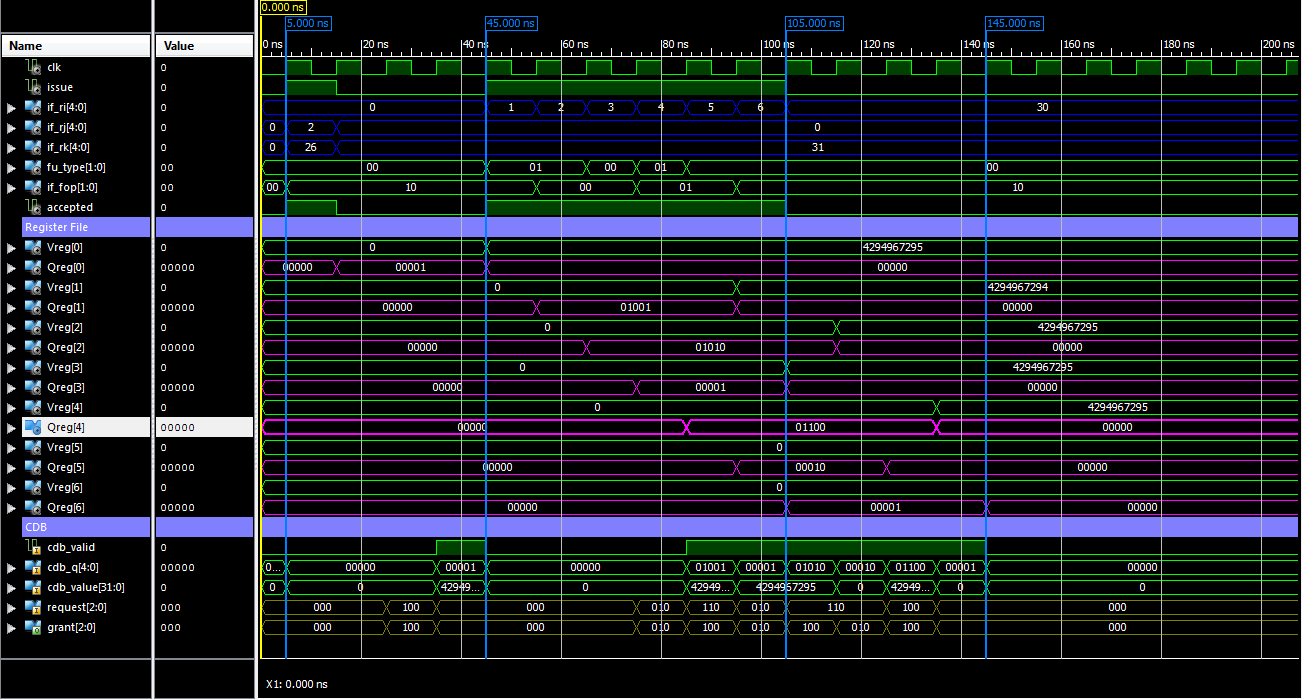 0.000 ns
5.000 ns 45.000 ns 105.000 ns 145.000 ns
Name Value 0 ns 20 ns 40 ns 60 ns 80 ns 100 ns 120 ns 140 ns 160 ns 180 ns 200 ns
clk 0
issue 0
if_ri[4:0] 0 0 1 2 3 4 5 6 30
if_rj[4:0] 0 0 2 0
if_rk[4:0] 0 0 26 31
fu_type[1:0] 00 00 01 00 01 00
if_fop[1:0] 00 00 10 00 01 10
accepted 0
Register File
Vreg[0] 0 0 4294967295
Qreg[0] 00000 00000 00001 00000
Vreg[1] 0 0 4294967294
Qreg[1] 00000 00000 01001 00000
Vreg[2] 0 0 4294967295
Qreg[2] 00000 00000 01010 00000
Vreg[3] 0 0 4294967295
Qreg[3] 00000 00000 00001 00000
Vreg[4] 0 0 4294967295
Qreg[4] 00000 00000 01100 00000
Vreg[5] 0 0
Qreg[5] 00000 00000 00010 00000
Vreg[6] 0 0
Qreg[6] 00000 00000 00001 00000
CDB
cdb_valid 0
cdb_q[4:0] 00000 0... 00000 00001 00000 01001 00001 01010 00010 01100 00001 00000
cdb_value[31:0] 0 0 0 42949... 0 42949... 4294967295 0 42949... 0 0
request[2:0] 000 000 100 000 010 110 010 110 100 000
grant[2:0] 000 000 100 000 010 100 010 100 010 100 000
X1: 0.000 ns